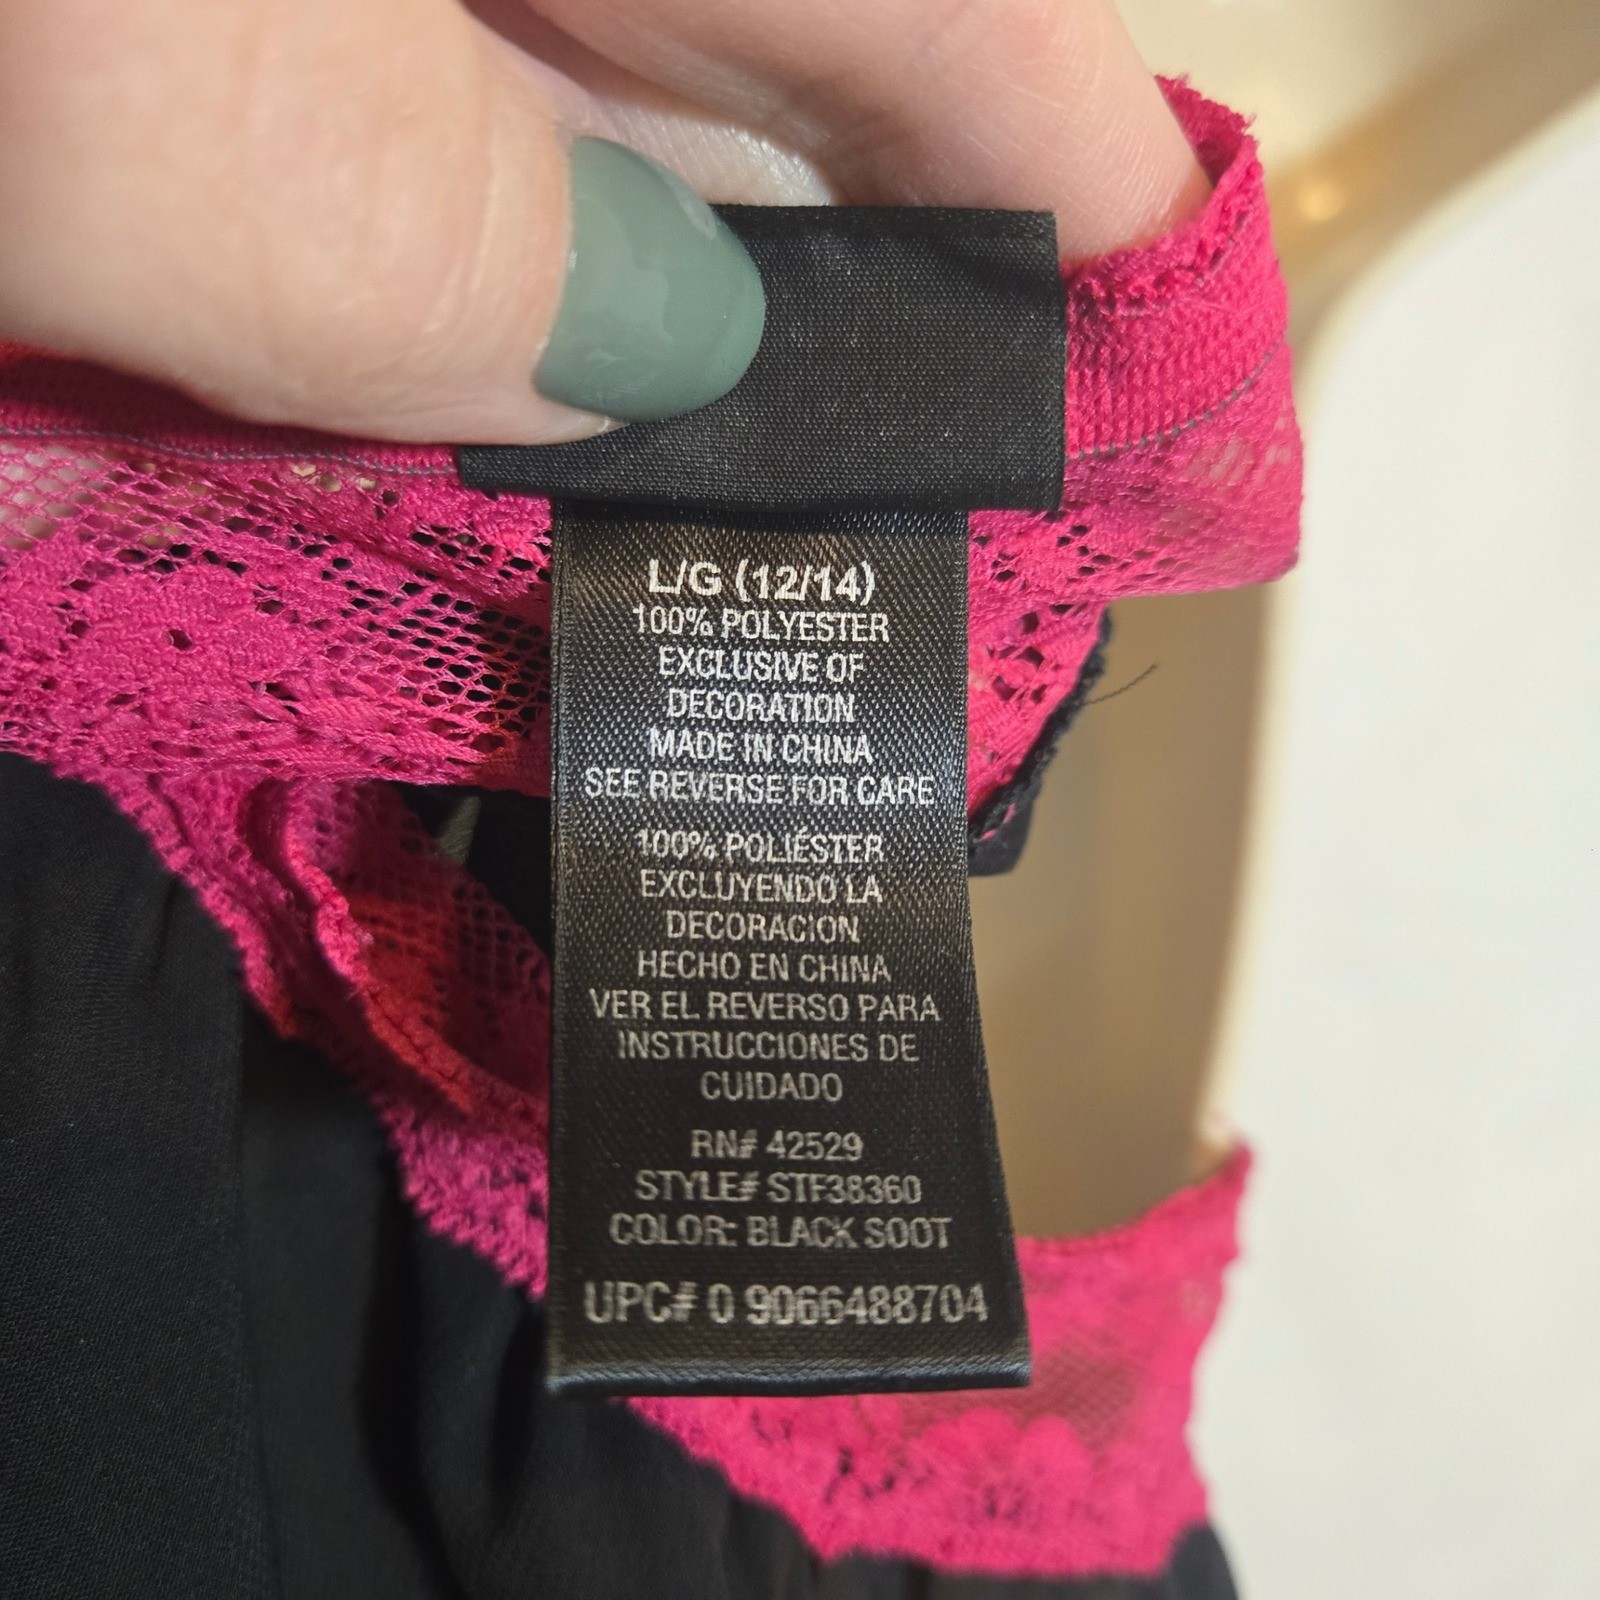 L/G (12/14)
100% POLYESTER
EXCLUSIVE OF
DECORATION
MADE IN CHINA
SEE REVERSE FOR CARE
100% POLIÉSTER
EXCLUYENDO LA
DECORACION
HECHO EN CHINA
VER EL REVERSO PARA
INSTRUCCIONES DE
CUIDADO
RN# 42529
STYLE# STF38360
COLOR: BLACK SOOT
UPC# 0 9066488704